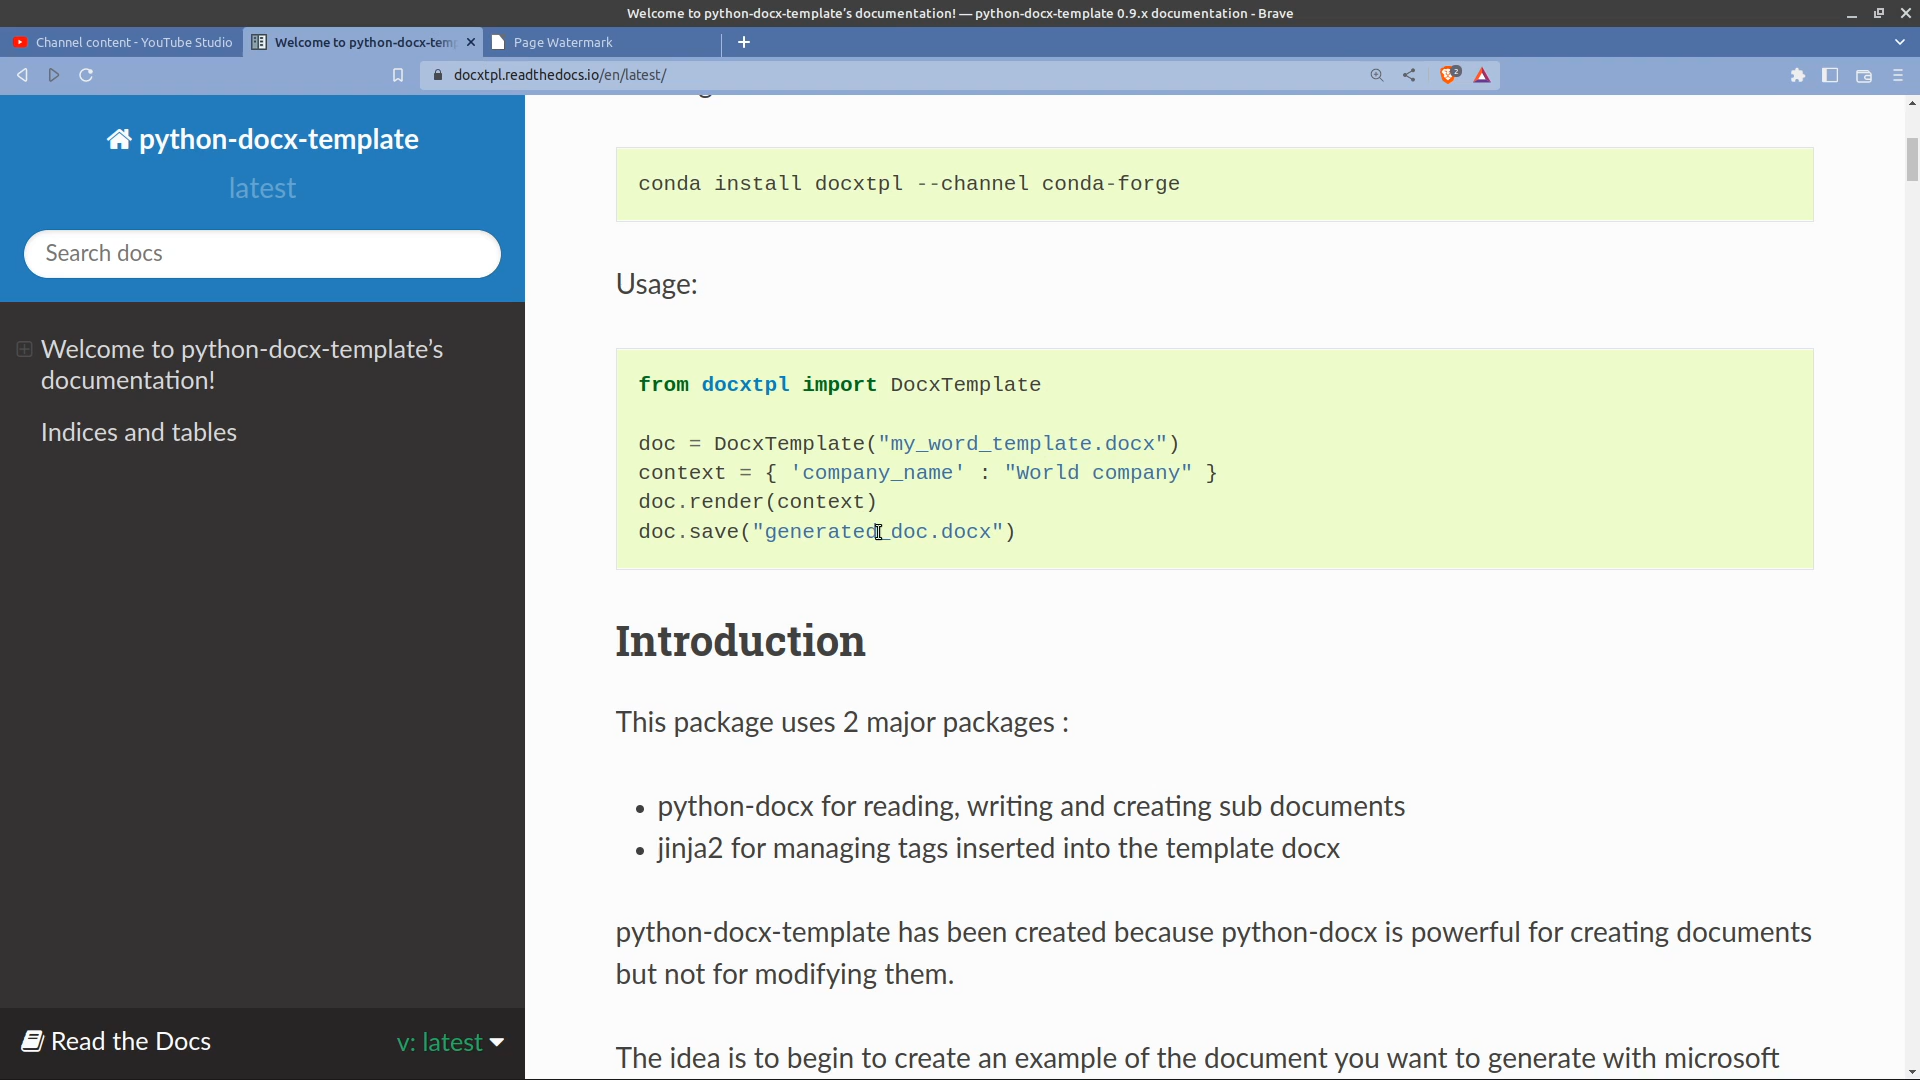 Welcome to python-docx-template's documentation! — python-docx-template 0.9.x documentation - Brave
Channel content - YouTube Studio
Welcome to python-docx-temp
Page Watermark
docxtpl.readthedocs.io/en/latest/
2
python-docx-template
latest
Search docs
Welcome to python-docx-template's
documentation!
Indices and tables
Read the Docs
v: latest
conda install docxtpl --channel conda-forge
Usage:
from docxtpl import DocxTemplate
doc = DocxTemplate("my_word_template.docx")
context = { 'company_name' : "World company" }
doc.render(context)
doc.save("generated_doc.docx")
Introduction
This package uses 2 major packages :
• python-docx for reading, writing and creating sub documents
• jinja2 for managing tags inserted into the template docx
python-docx-template has been created because python-docx is powerful for creating documents
but not for modifying them.
The idea is to begin to create an example of the document you want to generate with microsoft